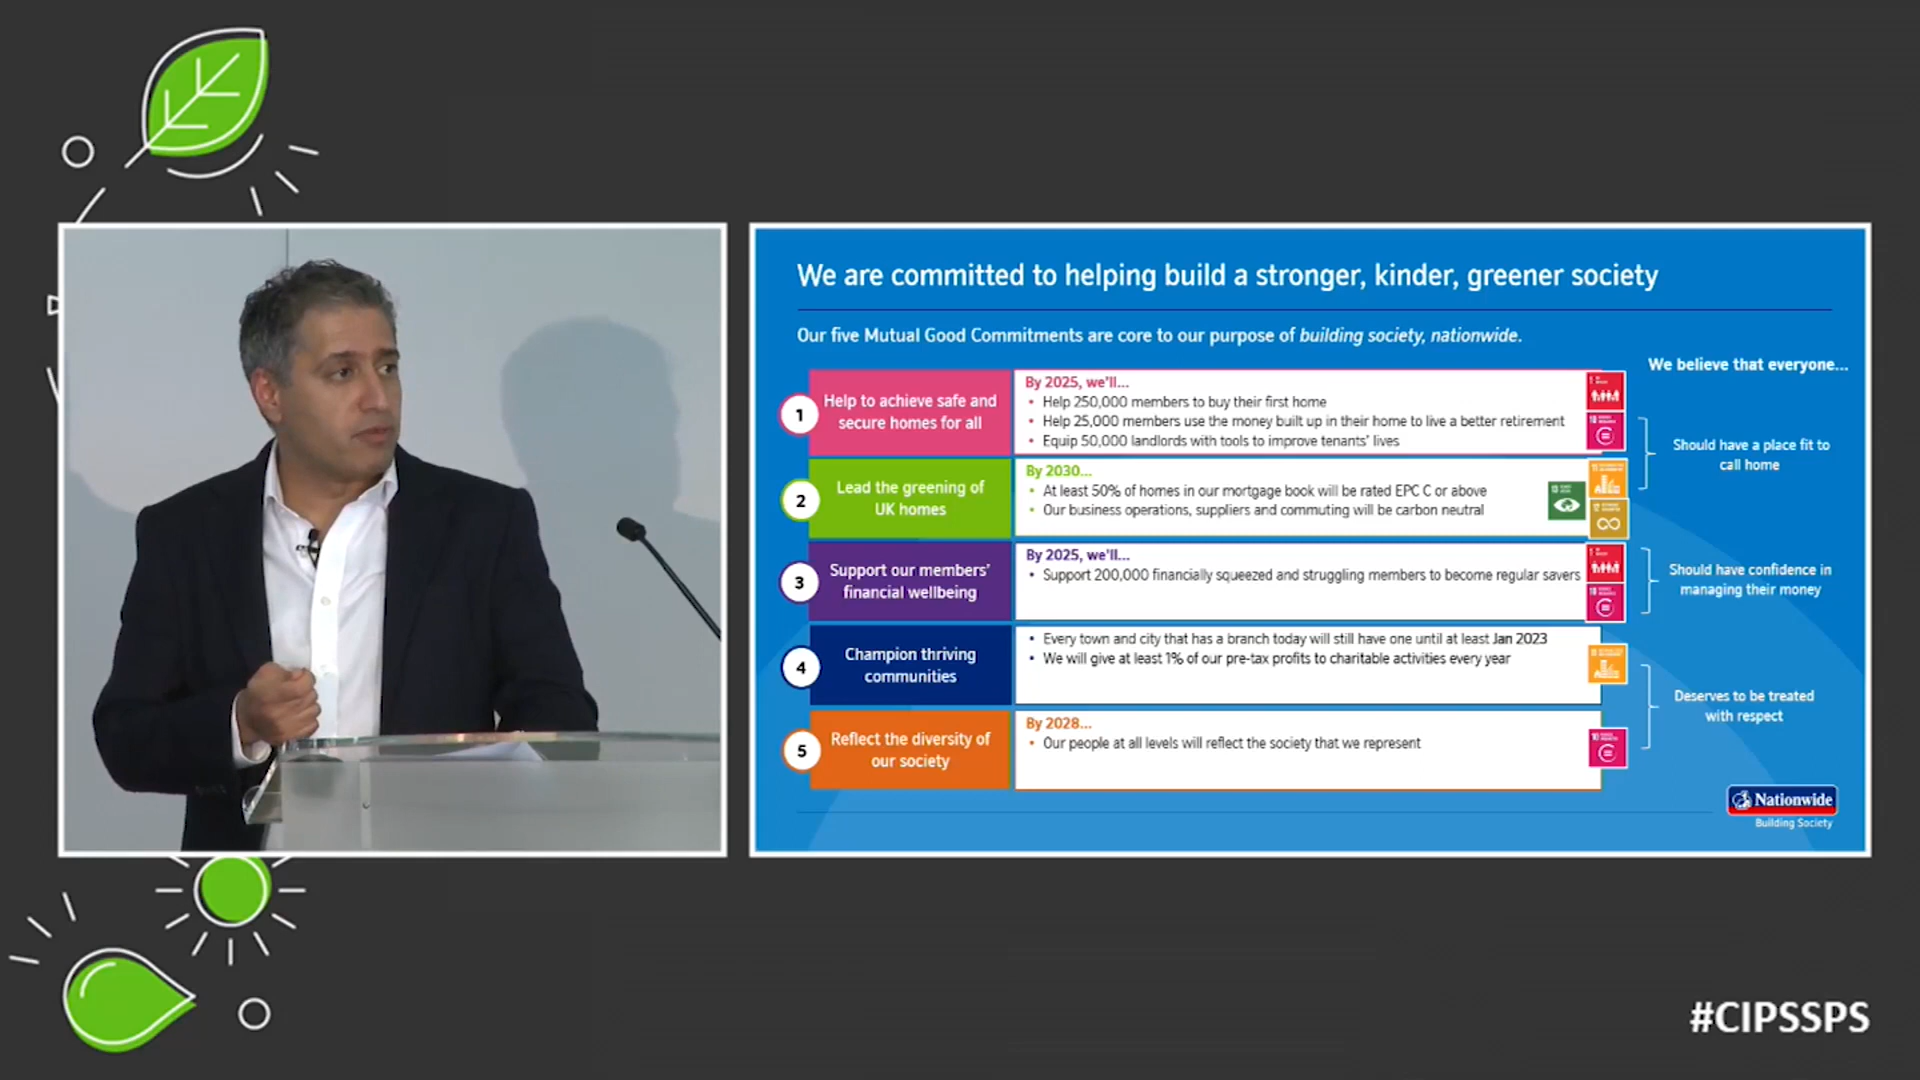 We are committed to helping build a stronger, kinder, greener society
Our five Mutual Good Commitments are core to our purpose of building society, nationwide.
We believe that everyone...
1
Help to achieve safe and
secure homes for all
By 2025, we'll...
• Help 250,000 members to buy their first home
• Help 25,000 members use the money built up in their home to live a better retirement
• Equip 50,000 landlords with tools to improve tenants' lives
Should have a place fit to
call home
2
Lead the greening of
UK homes
By 2030...
• At least 50% of homes in our mortgage book will be rated EPC C or above
• Our business operations, suppliers and commuting will be carbon neutral
3
Support our members'
financial wellbeing
By 2025, we'll...
• Support 200,000 financially squeezed and struggling members to become regular savers
Should have confidence in
managing their money
4
Champion thriving
communities
• Every town and city that has a branch today will still have one until at least Jan 2023
• We will give at least 1% of our pre-tax profits to charitable activities every year
Deserves to be treated
with respect
5
Reflect the diversity of
our society
By 2028...
• Our people at all levels will reflect the society that we represent
Nationwide
Building Society
#CIPSSPS